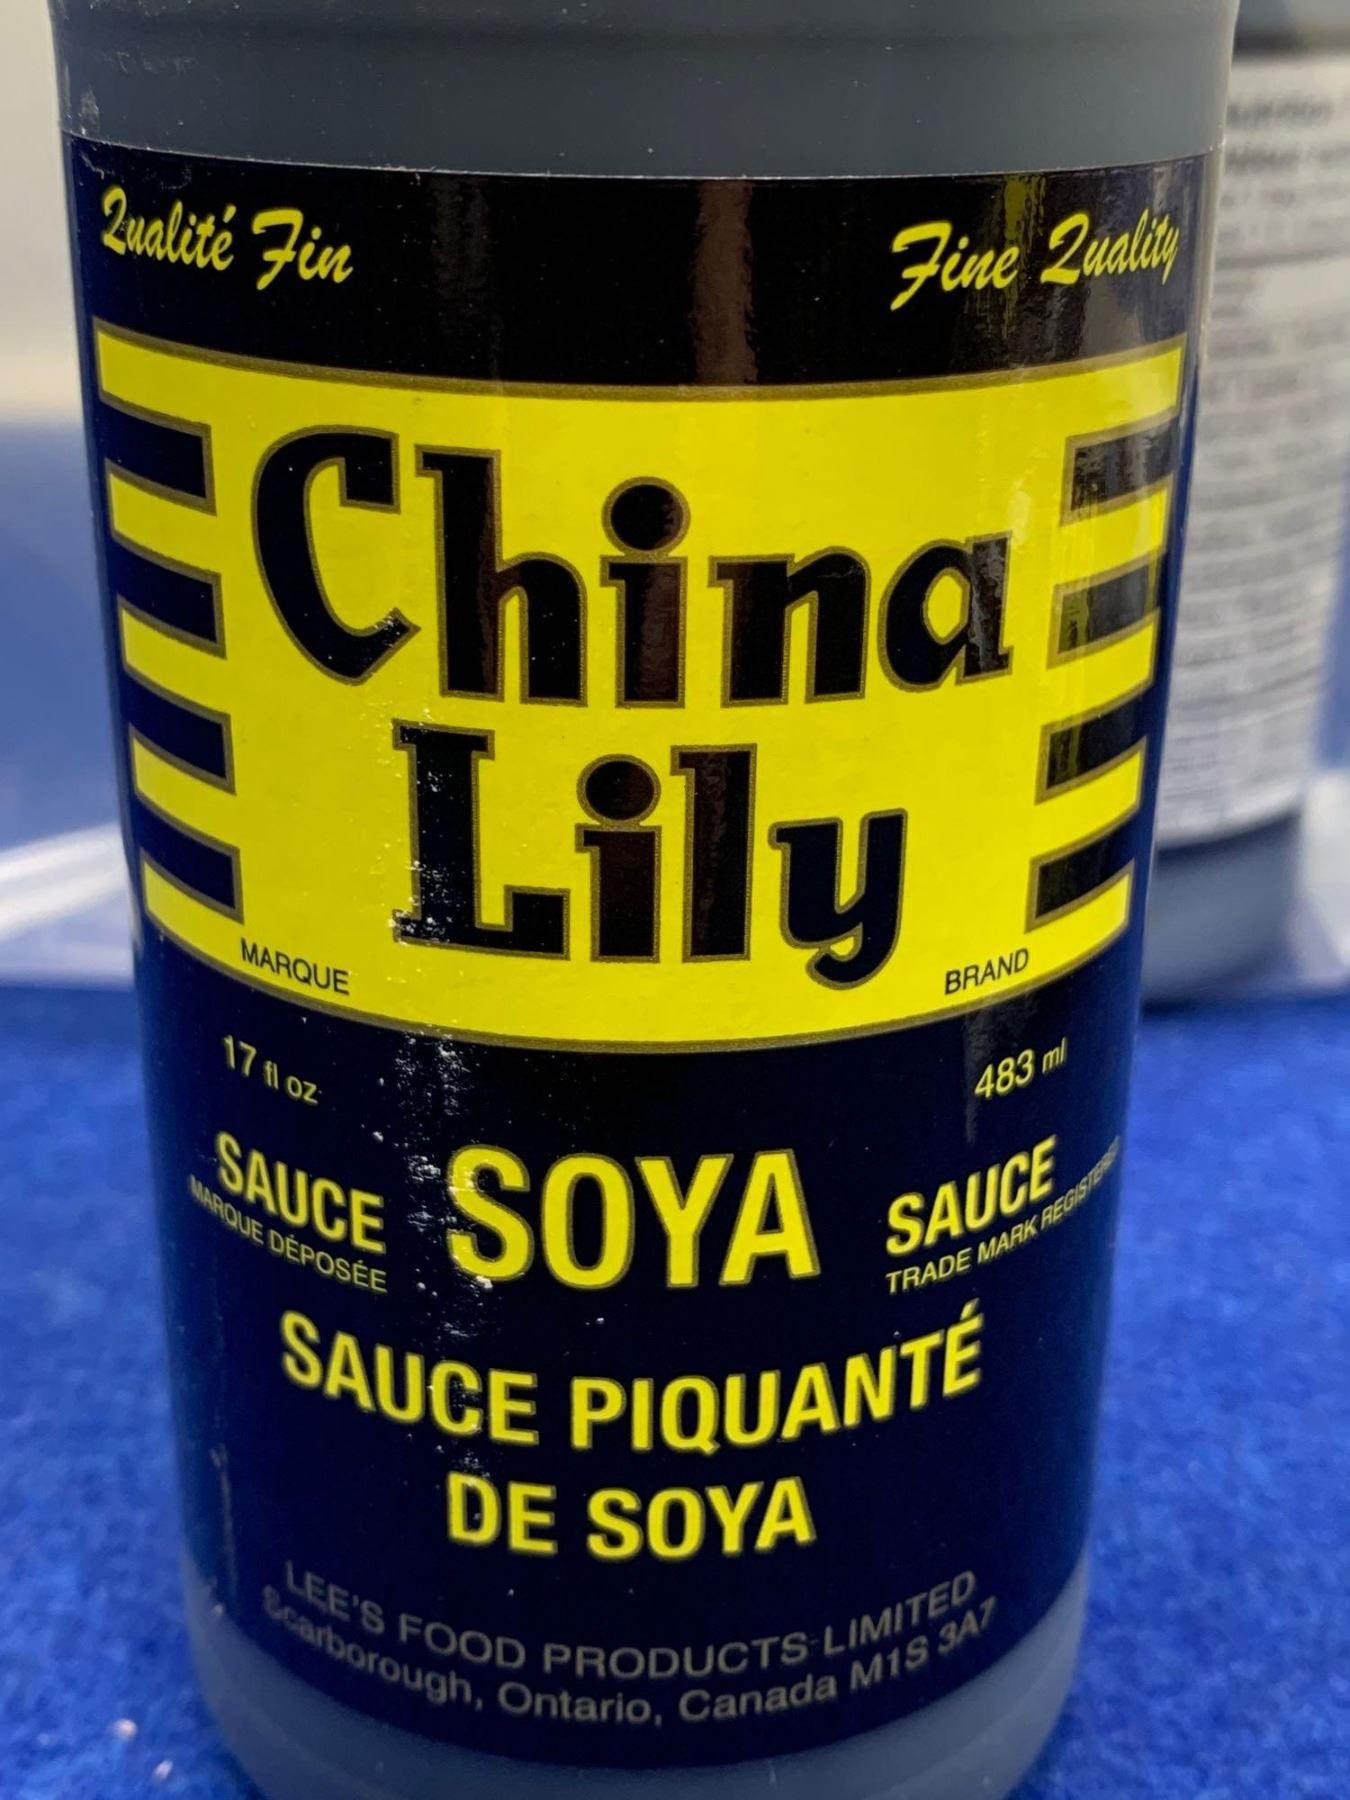 Qualité Fin
Fine Quality
China
Lily
MARQUE
BRAND
17 fl oz
483 ml
SAUCE SOYA SAUCE
MARQUE DÉPOSÉE
TRADE MARK REGISTERED
SAUCE PIQUANTÉ
DE SOYA
LEE'S FOOD PRODUCTS LIMITED
Scarborough, Ontario, Canada M1S 3A7